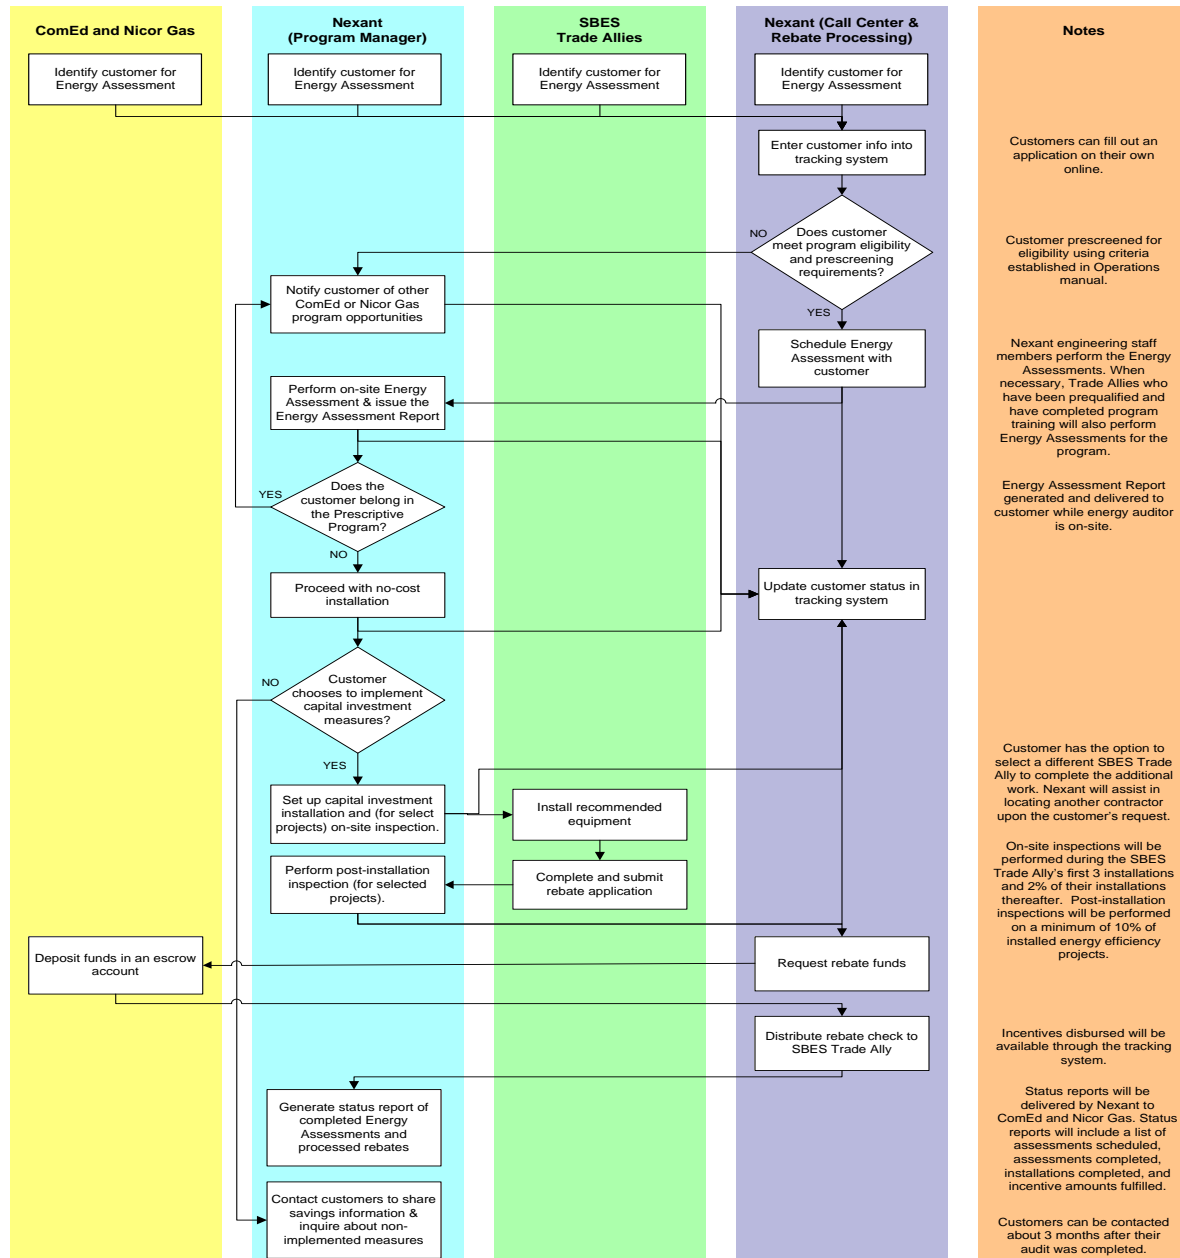 ComEd and Nicor Gas
Nexant
(Program Manager)
SBES
Trade Allies
Nexant (Call Center &
Rebate Processing)
Notes
Identify customer for
Energy Assessment
Identify customer for
Energy Assessment
Identify customer for
Energy Assessment
Identify customer for
Energy Assessment
Enter customer info into
tracking system
Customers can fill out an
application on their own
online.
NO
Does customer
meet program eligibility
and prescreening
requirements?
Customer prescreened for
eligibility using criteria
established in Operations
manual.
Notify customer of other
ComEd or Nicor Gas
program opportunities
YES
Schedule Energy
Assessment with
customer
Nexant engineering staff
members perform the Energy
Assessments. When
necessary, Trade Allies who
have been prequalified and
have completed program
training will also perform
Energy Assessments for the
program.
Perform on-site Energy
Assessment & issue the
Energy Assessment Report
YES
Does the
customer belong in
the Prescriptive
Program?
Energy Assessment Report
generated and delivered to
customer while energy auditor
is on-site.
NO
Proceed with no-cost
installation
Update customer status in
tracking system
NO
Customer
chooses to implement
capital investment
measures?
YES
Set up capital investment
installation and (for select
projects) on-site inspection.
Install recommended
equipment
Customer has the option to
select a different SBES Trade
Ally to complete the additional
work. Nexant will assist in
locating another contractor
upon the customer's request.
Perform post-installation
inspection (for selected
projects).
Complete and submit
rebate application
On-site inspections will be
performed during the SBES
Trade Ally's first 3 installations
and 2% of their installations
thereafter.  Post-installation
inspections will be performed
on a minimum of 10% of
installed energy efficiency
projects.
Deposit funds in an escrow
account
Request rebate funds
Distribute rebate check to
SBES Trade Ally
Incentives disbursed will be
available through the tracking
system.
Generate status report of
completed Energy
Assessments and
processed rebates
Status reports will be
delivered by Nexant to
ComEd and Nicor Gas. Status
reports will include a list of
assessments scheduled,
assessments completed,
installations completed, and
incentive amounts fulfilled.
Contact customers to share
savings information &
inquire about non-
implemented measures
Customers can be contacted
about 3 months after their
audit was completed.